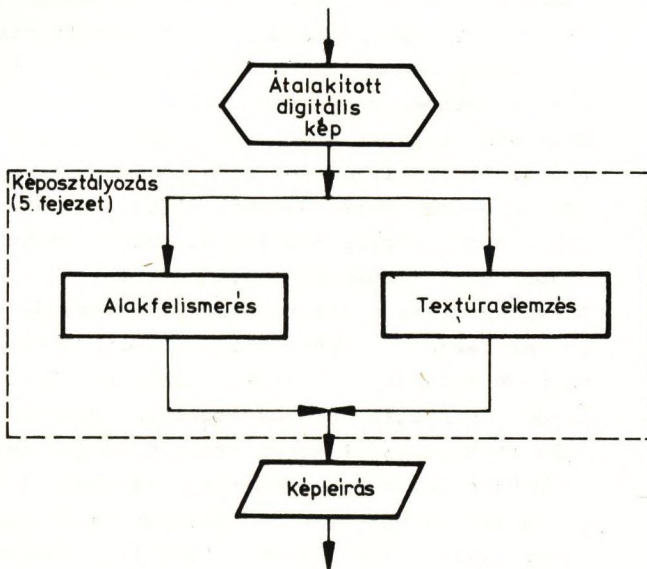 Átalakított
digitális
kép
Képosztályozás
(5. fejezet)
Alakfelismerés
Textúraelemzés
Képleírás